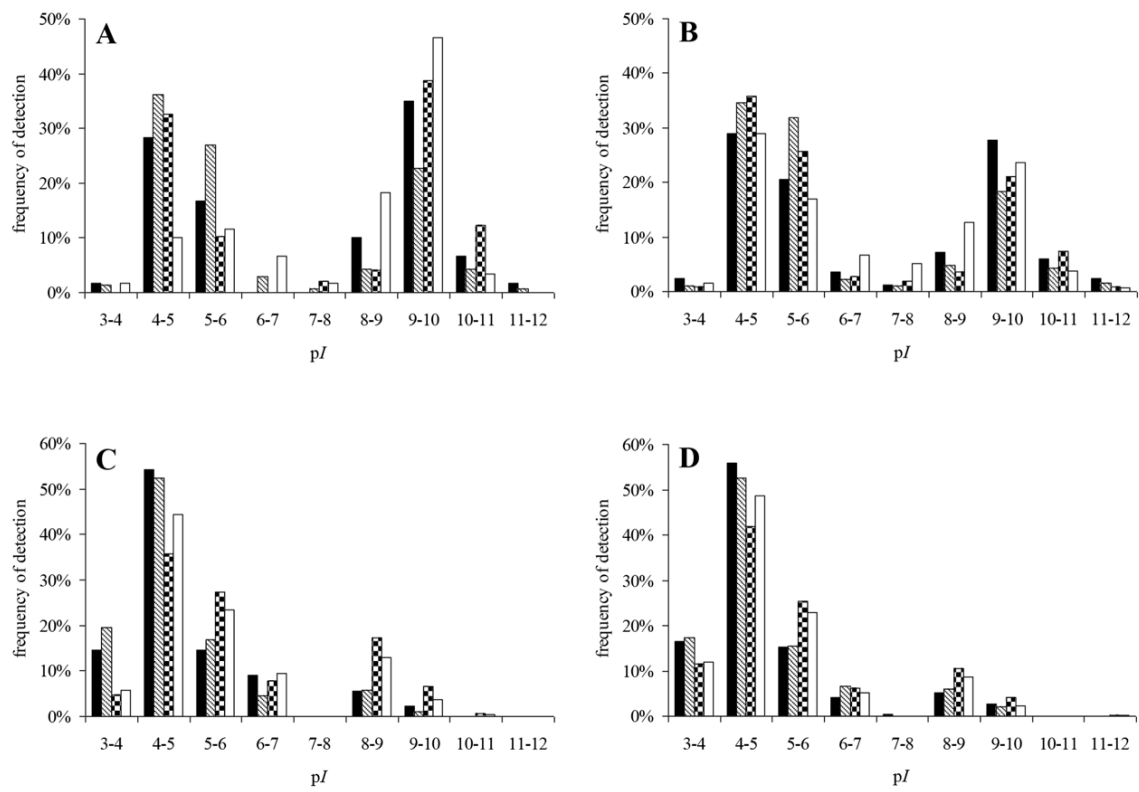 A
frequency of detection
50%
40%
30%
20%
10%
0%
3-4 4-5 5-6 6-7 7-8 8-9 9-10 10-11 11-12
pI
B
frequency of detection
50%
40%
30%
20%
10%
0%
3-4 4-5 5-6 6-7 7-8 8-9 9-10 10-11 11-12
pI
C
frequency of detection
60%
50%
40%
30%
20%
10%
0%
3-4 4-5 5-6 6-7 7-8 8-9 9-10 10-11 11-12
pI
D
frequency of detection
60%
50%
40%
30%
20%
10%
0%
3-4 4-5 5-6 6-7 7-8 8-9 9-10 10-11 11-12
pI